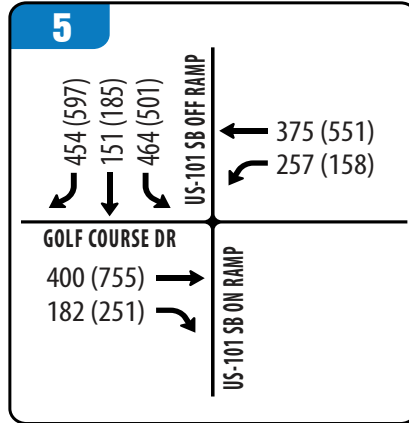 5
454 (597)
151 (185)
464 (501)
US-101 SB OFF RAMP
375 (551)
257 (158)
GOLF COURSE DR
400 (755)
182 (251)
US-101 SB ON RAMP